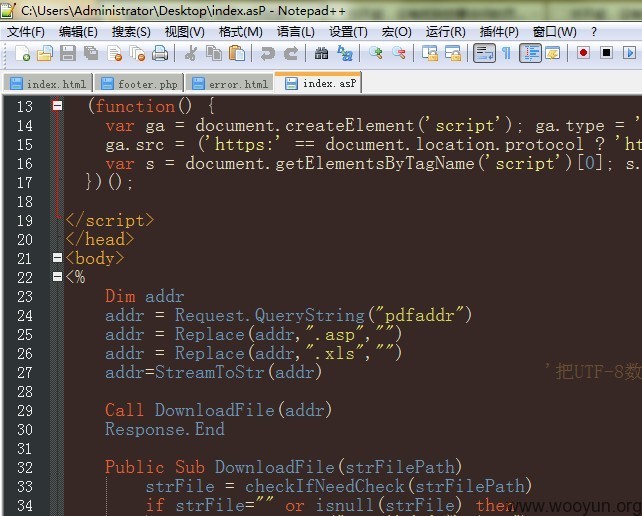 C:\Users\Administrator\Desktop\index.asP - Notepad++
文件(F) 编辑(E) 搜索(S) 视图(V) 格式(M) 语言(L) 设置(T) 宏(O) 运行(R) 插件(P) 窗口(W)
index.html footer.php error.html index.asP
13 (function() {
14 var ga = document.createElement('script'); ga.type = '
15 ga.src = ('https:' == document.location.protocol ? 'ht
16 var s = document.getElementsByTagName('script')[0]; s.
17 })();
18
19 </script>
20 </head>
21 <body>
22 <%
23 Dim addr
24 addr = Request.QueryString("pdfaddr")
25 addr = Replace(addr,".asp","")
26 addr = Replace(addr,".xls","")
27 addr=StreamToStr(addr) '把UTF-8数
28
29 Call DownloadFile(addr)
30 Response.End
31
32 Public Sub DownloadFile(strFilePath)
33 strFile = checkIfNeedCheck(strFilePath)
34 if strFile="" or isnull(strFile) then
www.wooyun.org